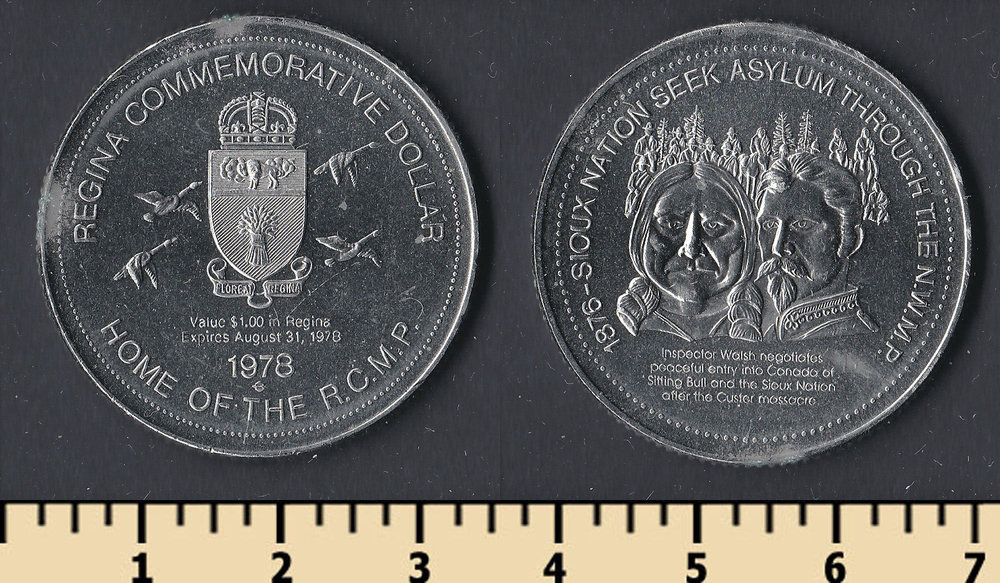 REGINA COMMEMORATIVE DOLLAR
FLOREAT REGINA
Value $1.00 in Regina
Expires August 31, 1978
1978
HOME OF THE R.C.M.P.
1876-SIOUX NATION SEEK ASYLUM THROUGH THE N.W.M.P.
Inspector Walsh negotiates
peaceful entry into Canada of
Sitting Bull and the Sioux Nation
after the Custer massacre
1 2 3 4 5 6 7